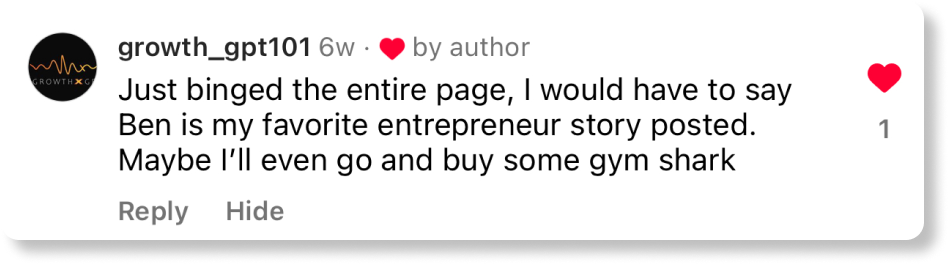 growth_gpt101 6w · by author
Just binged the entire page, I would have to say
Ben is my favorite entrepreneur story posted.
Maybe I’ll even go and buy some gym shark
1
Reply Hide